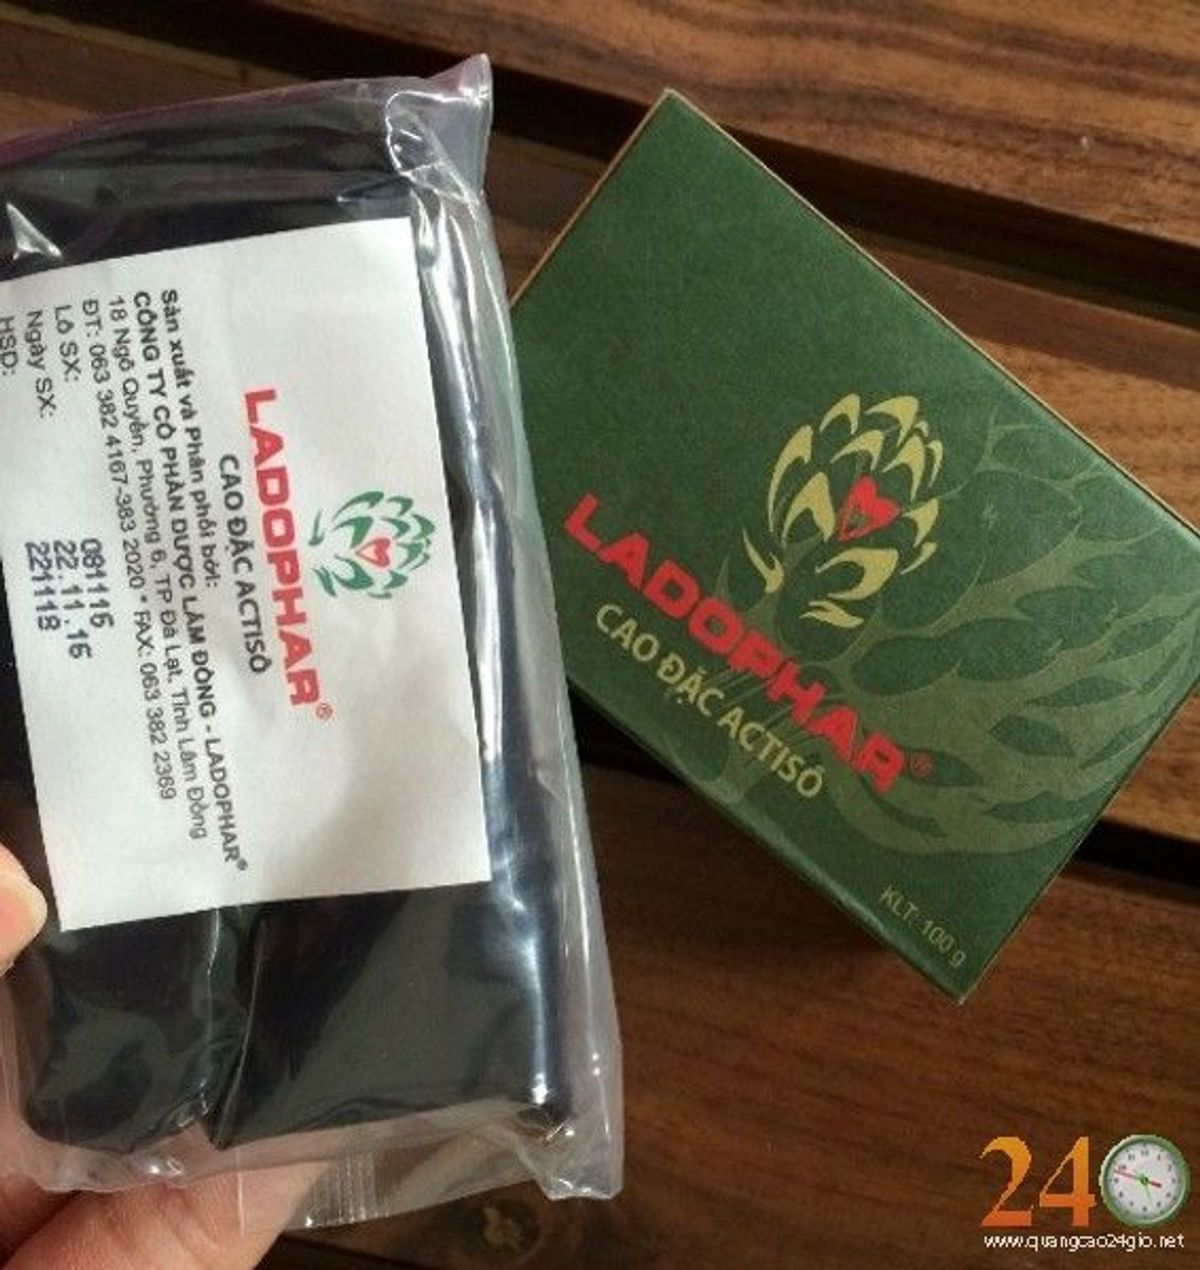 LADOPHAR®
CAO ĐẶC ACTISÔ
Sản xuất và Phân phối bởi:
CÔNG TY CỔ PHẦN DƯỢC LÂM ĐỒNG - LADOPHAR®
18 Ngô Quyền, Phường 6, TP Đà Lạt, Tỉnh Lâm Đồng
ĐT: 063 382 4167-383 2020 * FAX: 063 382 2369
Lô SX: 081115
Ngày SX: 22.11.15
HSD: 221118
LADOPHAR®
CAO ĐẶC ACTISÔ
KLT: 100 g
24
www.quangcao24gio.net